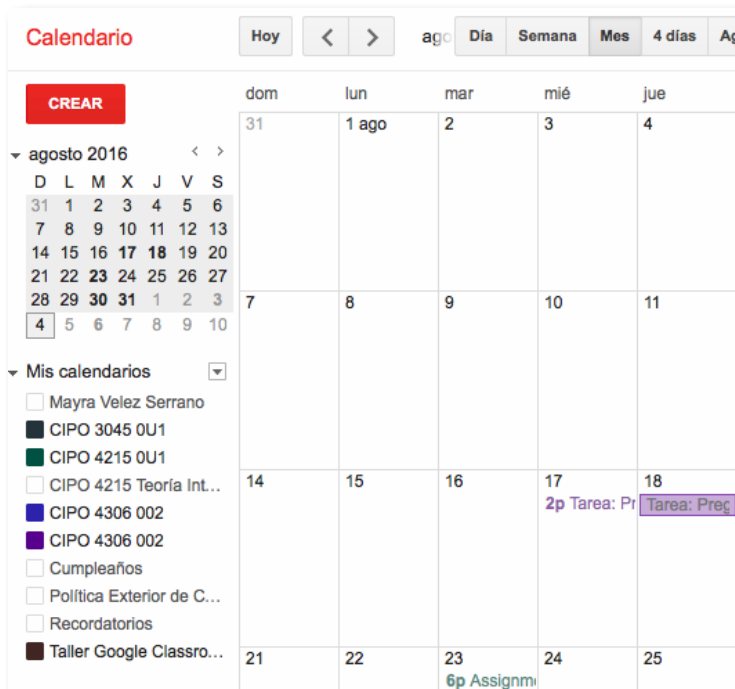 Calendario
Hoy
ago
Día Semana Mes 4 días
CREAR
agosto 2016
D L M X J V S
31 1 2 3 4 5 6
7 8 9 10 11 12 13
14 15 16 17 18 19 20
21 22 23 24 25 26 27
28 29 30 31 1 2 3
4 5 6 7 8 9 10
Mis calendarios
Mayra Velez Serrano
CIPO 3045 0U1
CIPO 4215 0U1
CIPO 4215 Teoría Int...
CIPO 4306 002
CIPO 4306 002
Cumpleaños
Política Exterior de C...
Recordatorios
Taller Google Classro...
dom lun mar mié jue
31 1 ago 2 3 4
7 8 9 10 11
14 15 16 17 18
2p Tarea: Pr Tarea: Preg
21 22 23 24 25
6p Assignm